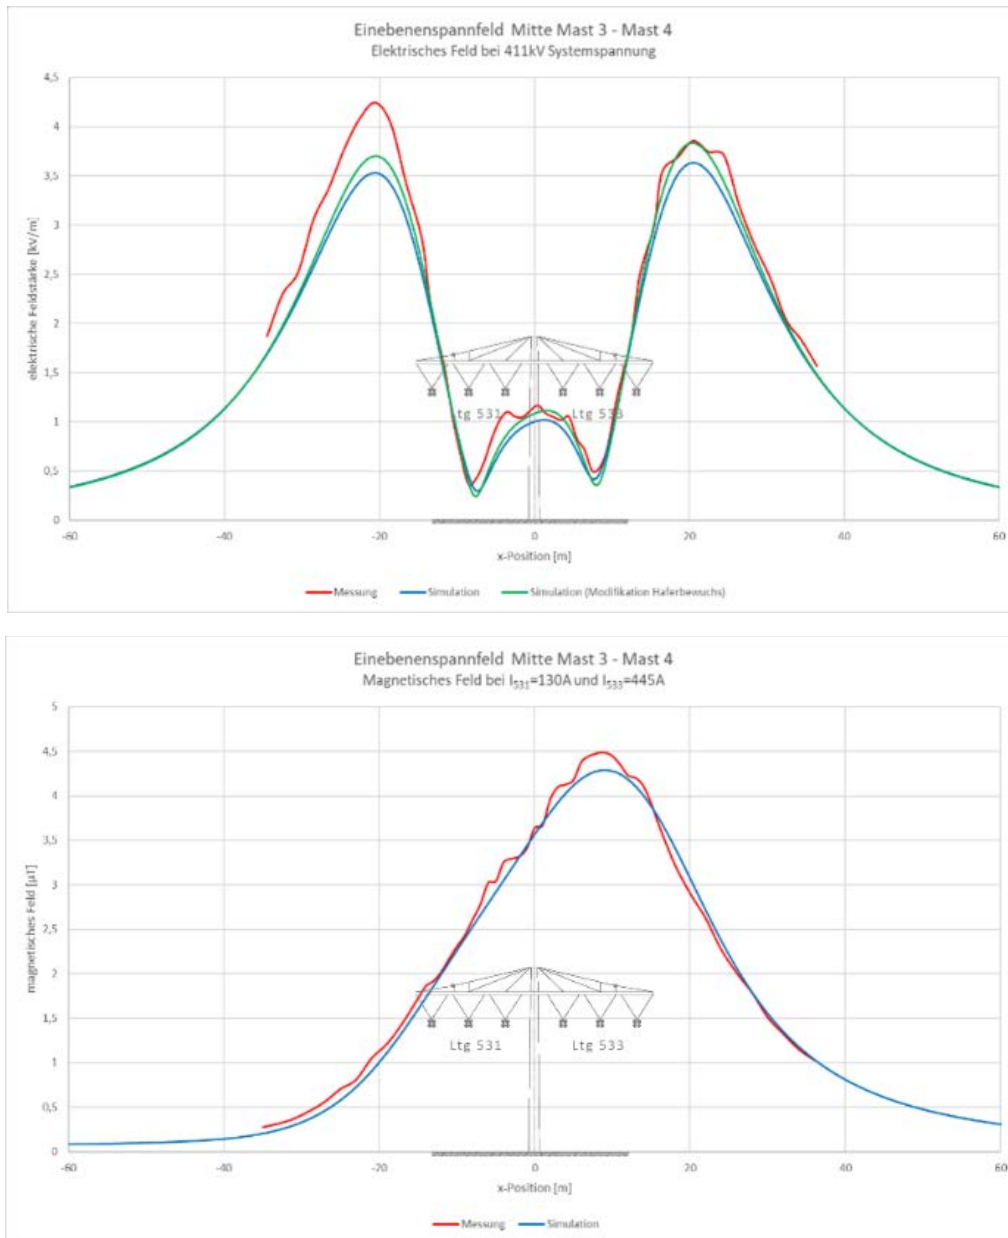 Einebenenspannfeld Mitte Mast 3 - Mast 4
Elektrisches Feld bei 411kV Systemspannung
elektrische Feldstärke [kV/m]
4,5
4
3,5
3
2,5
2
1,5
1
0,5
0
Ltg 531
Ltg 533
-60
-40
-20
0
20
40
60
x-Position [m]
Messung
Simulation
Simulation (Modifikation Haferbewuchs)
Einebenenspannfeld Mitte Mast 3 - Mast 4
Magnetisches Feld bei I531=130A und I533=445A
magnetisches Feld [µT]
5
4,5
4
3,5
3
2,5
2
1,5
1
0,5
0
Ltg 531
Ltg 533
-60
-40
-20
0
20
40
60
x-Position [m]
Messung
Simulation